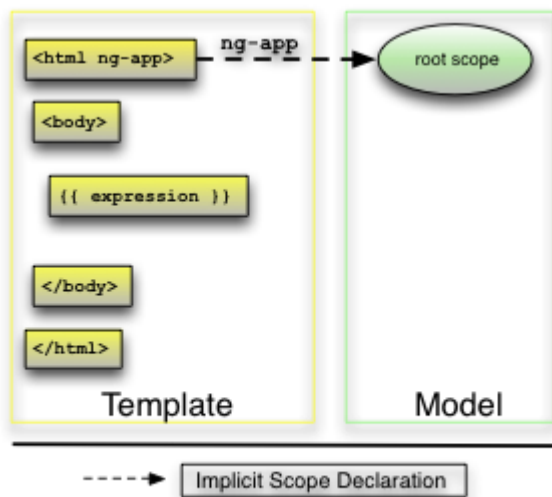 <html ng-app>
ng-app
root scope
<body>
{{ expression }}
</body>
</html>
Template
Model
Implicit Scope Declaration